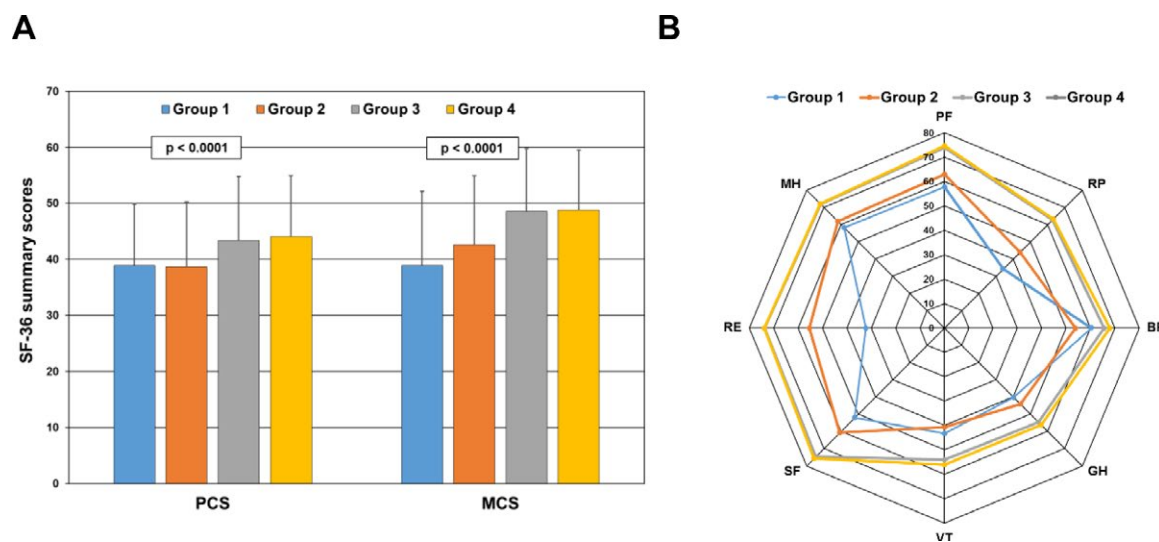 A
B
70
60
50
40
30
20
10
0
SF-36 summary scores
Group 1 Group 2 Group 3 Group 4
p < 0.0001 p < 0.0001
PCS MCS
Group 1 Group 2 Group 3 Group 4
PF
80
70
60
50
40
30
20
10
0
MH RP
RE
SF GH
VT